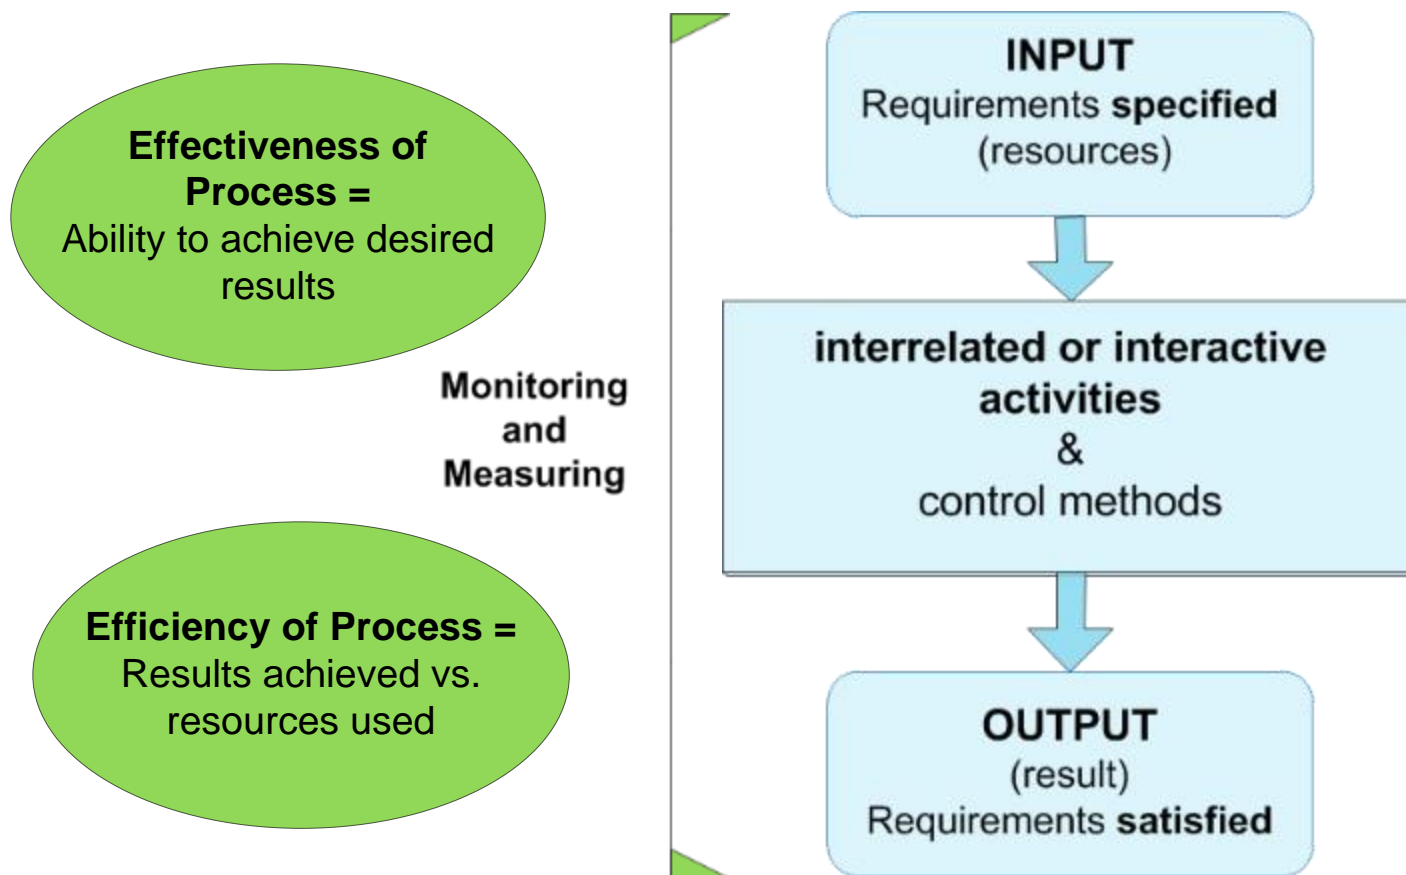 Effectiveness of
Process =
Ability to achieve desired
results
Monitoring
and
Measuring
Efficiency of Process =
Results achieved vs.
resources used
INPUT
Requirements specified
(resources)
interrelated or interactive
activities
&
control methods
OUTPUT
(result)
Requirements satisfied